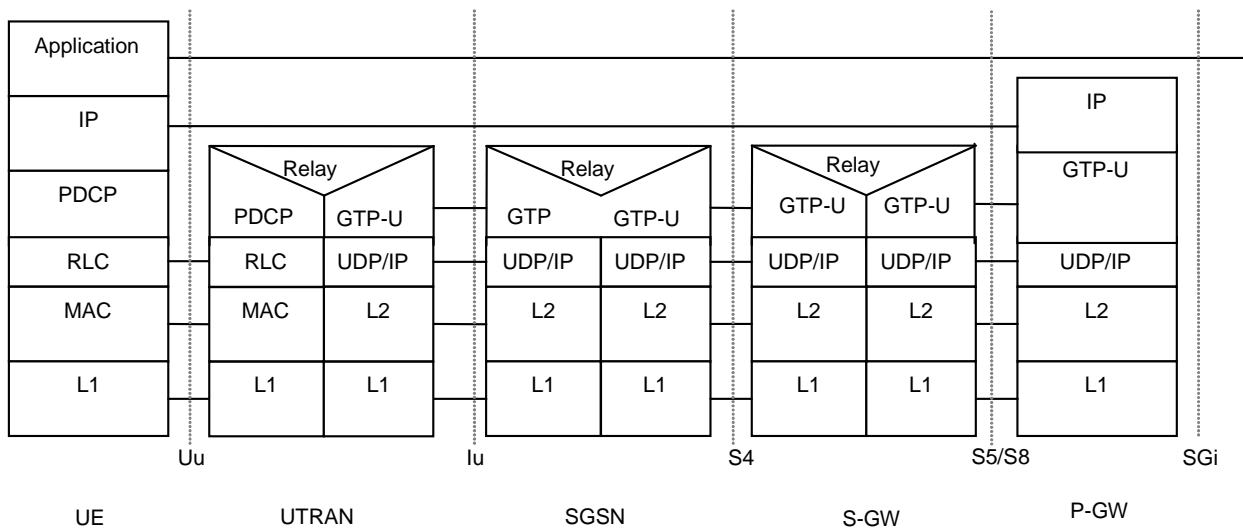 Application
IP
IP
Relay Relay Relay
PDCP GTP-U
PDCP GTP-U GTP GTP-U GTP-U GTP-U
RLC RLC UDP/IP UDP/IP UDP/IP UDP/IP UDP/IP UDP/IP
MAC MAC L2 L2 L2 L2 L2 L2
L1 L1 L1 L1 L1 L1 L1 L1
Uu Iu S4 S5/S8 SGi
UE UTRAN SGSN S-GW P-GW